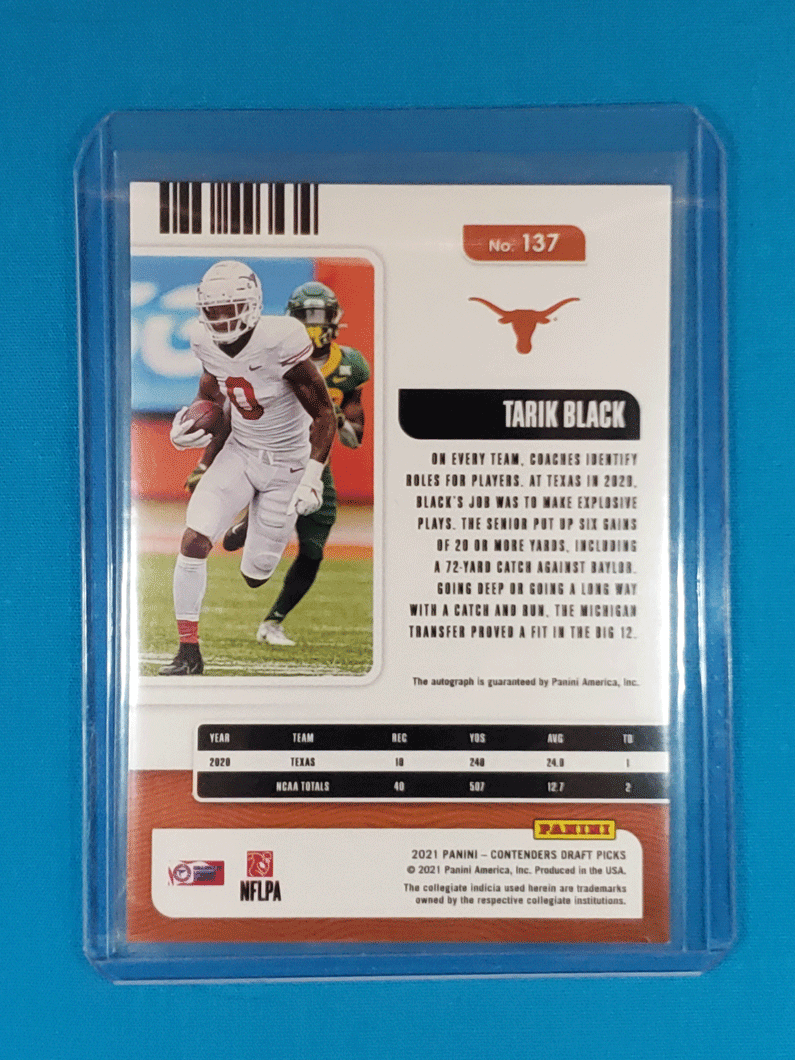 No. 137
0
TARIK BLACK
ON EVERY TEAM, COACHES IDENTIFY
ROLES FOR PLAYERS. AT TEXAS IN 2020,
BLACK'S JOB WAS TO MAKE EXPLOSIVE
PLAYS. THE SENIOR PUT UP SIX GAINS
OF 20 OR MORE YARDS, INCLUDING
A 72-YARD CATCH AGAINST BAYLOR.
GOING DEEP OR GOING A LONG WAY
WITH A CATCH AND RUN, THE MICHIGAN
TRANSFER PROVED A FIT IN THE BIG 12.
The autograph is guaranteed by Panini America, Inc.
YEAR TEAM REC YDS AVG TD
2020 TEXAS 10 240 24.0 1
NCAA TOTALS 40 507 12.7 2
PANINI
2021 PANINI – CONTENDERS DRAFT PICKS
© 2021 Panini America, Inc. Produced in the USA.
The collegiate indicia used herein are trademarks
owned by the respective collegiate institutions.
NFLPA